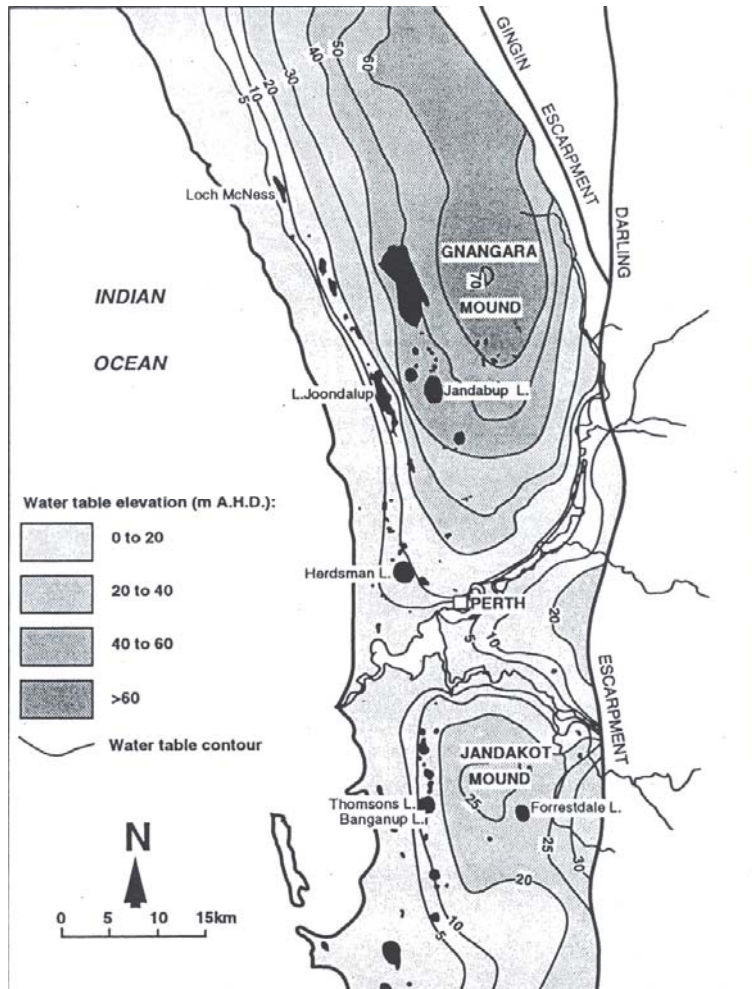 50
60
40
30
20
10
5
GINGIN
ESCARPMENT
DARLING
Loch McNess
GNANGARA
70
MOUND
INDIAN
OCEAN
L.Joondalup
Jandabup L.
Water table elevation (m A.H.D.):
0 to 20
20 to 40
40 to 60
>60
Water table contour
Herdsman L.
PERTH
5
10
20
ESCARPMENT
JANDAKOT
MOUND
25
Thomsons L.
Banganup L.
Forrestdale L.
25
30
20
10
5
N
0 5 10 15km